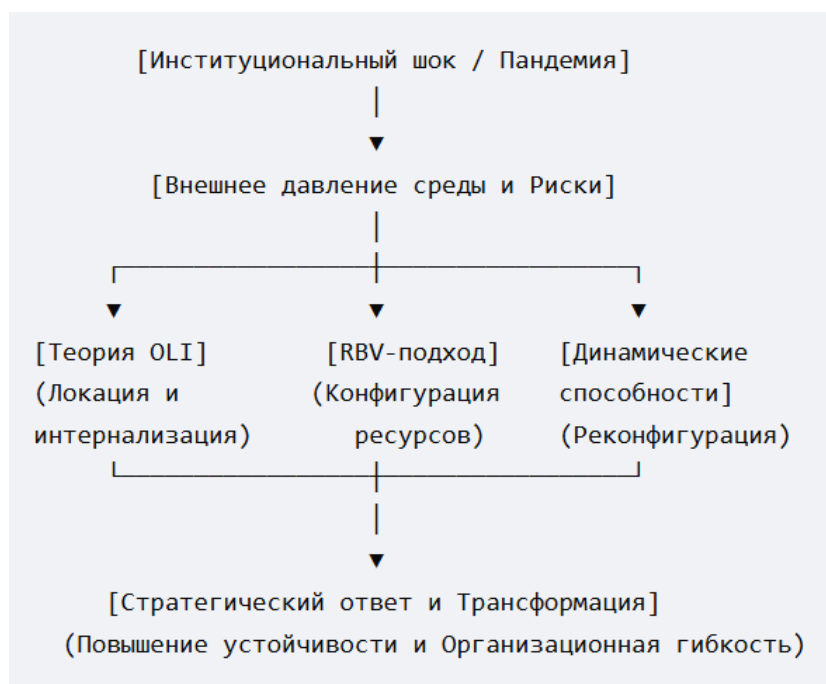 [Институциональный шок / Пандемия]
[Внешнее давление среды и Риски]
[Теория OLI] [RBV-подход] [Динамические
(Локация и (Конфигурация способности]
интернализация) ресурсов) (Реконфигурация)
[Стратегический ответ и Трансформация]
(Повышение устойчивости и Организационная гибкость)